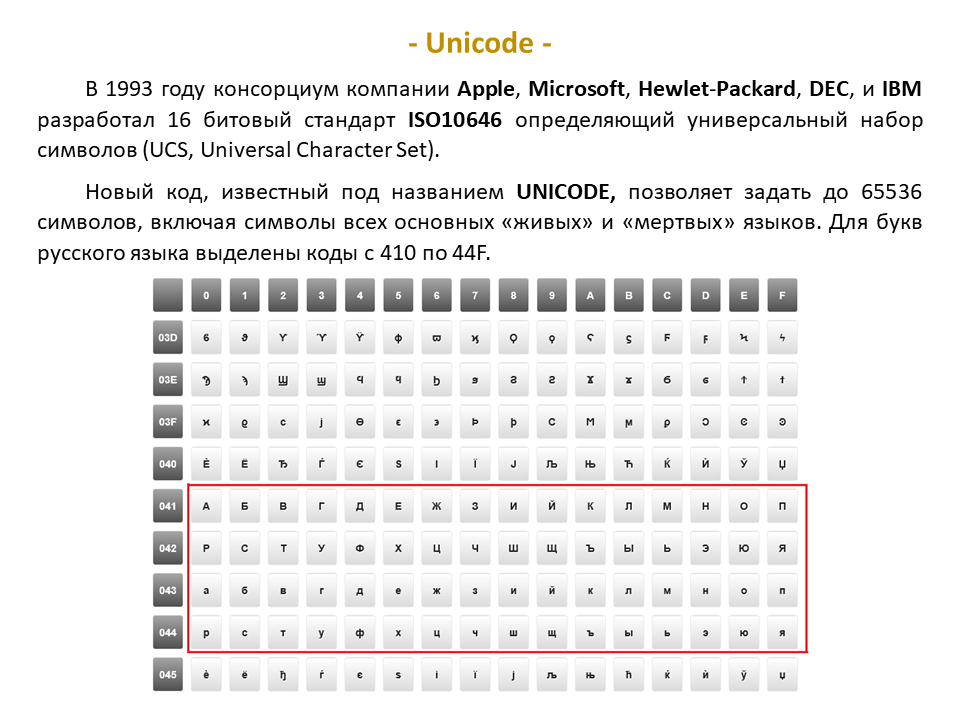 - Unicode -
В 1993 году консорциум компании Apple, Microsoft, Hewlet-Packard, DEC, и IBM
разработал 16 битовый стандарт ISO10646 определяющий универсальный набор
символов (UCS, Universal Character Set).
Новый код, известный под названием UNICODE, позволяет задать до 65536
символов, включая символы всех основных «живых» и «мертвых» языков. Для букв
русского языка выделены коды с 410 по 44F.
0 1 2 3 4 5 6 7 8 9 A B C D E F
03D ϐ ϑ ϒ ϓ ϔ ϕ ϖ ϗ Ϙ ϙ Ϛ ϛ Ϝ ϝ Ϟ ϟ
03E Ϡ ϡ Ϣ ϣ Ϥ ϥ Ϧ ϧ Ϩ ϩ Ϫ ϫ Ϭ ϭ Ϯ ϯ
03F ϰ ϱ ϲ ϳ ϴ ϵ ϶ Ϸ ϸ Ϲ Ϻ ϻ ϼ Ͻ Ͼ Ͽ
040 Ѐ Ё Ђ Ѓ Є Ѕ І Ї Ј Љ Њ Ћ Ќ Ѝ Ў Џ
041 А Б В Г Д Е Ж З И Й К Л М Н О П
042 Р С Т У Ф Х Ц Ч Ш Щ Ъ Ы Ь Э Ю Я
043 а б в г д е ж з и й к л м н о п
044 р с т у ф х ц ч ш щ ъ ы ь э ю я
045 ѐ ё ђ ѓ є ѕ і ї ј љ њ ћ ќ ѝ ў џ